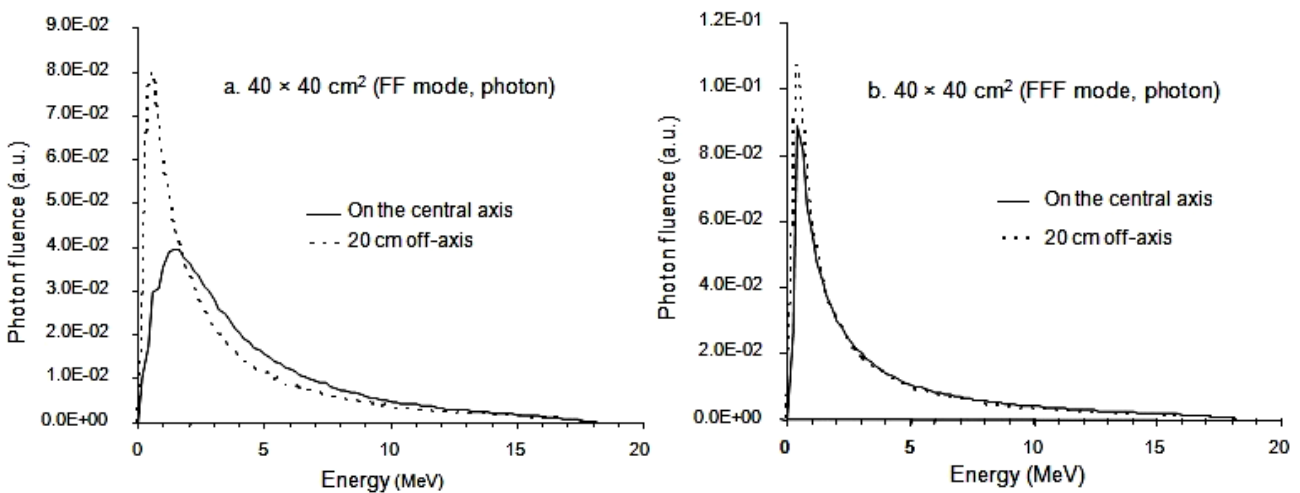 9.0E-02
8.0E-02
7.0E-02
6.0E-02
5.0E-02
4.0E-02
3.0E-02
2.0E-02
1.0E-02
0.0E+00
Photon fluence (a.u.)
a. 40 × 40 cm² (FF mode, photon)
On the central axis
20 cm off-axis
0 5 10 15 20
Energy (MeV)
1.2E-01
1.0E-01
8.0E-02
6.0E-02
4.0E-02
2.0E-02
0.0E+00
Photon fluence (a.u.)
b. 40 × 40 cm² (FFF mode, photon)
On the central axis
20 cm off-axis
0 5 10 15 20
Energy (MeV)